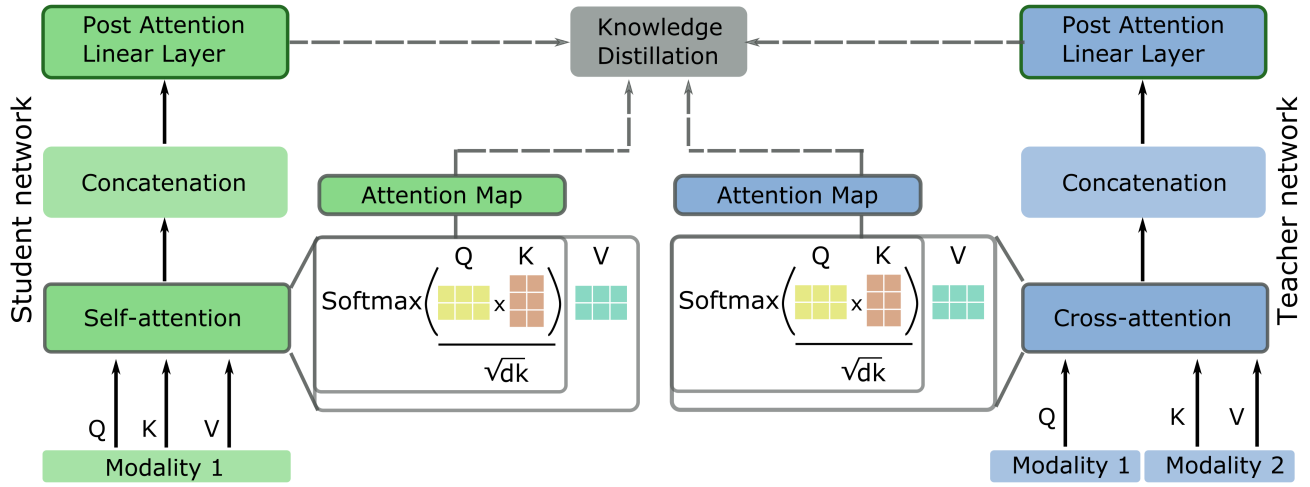 Post Attention
Linear Layer
Knowledge
Distillation
Post Attention
Linear Layer
Student network
Teacher network
Concatenation
Concatenation
Attention Map
Attention Map
Q K V
Softmax( x )
√dk
Q K V
Softmax( x )
√dk
Self-attention
Cross-attention
Q K V
Q K V
Modality 1
Modality 1
Modality 2